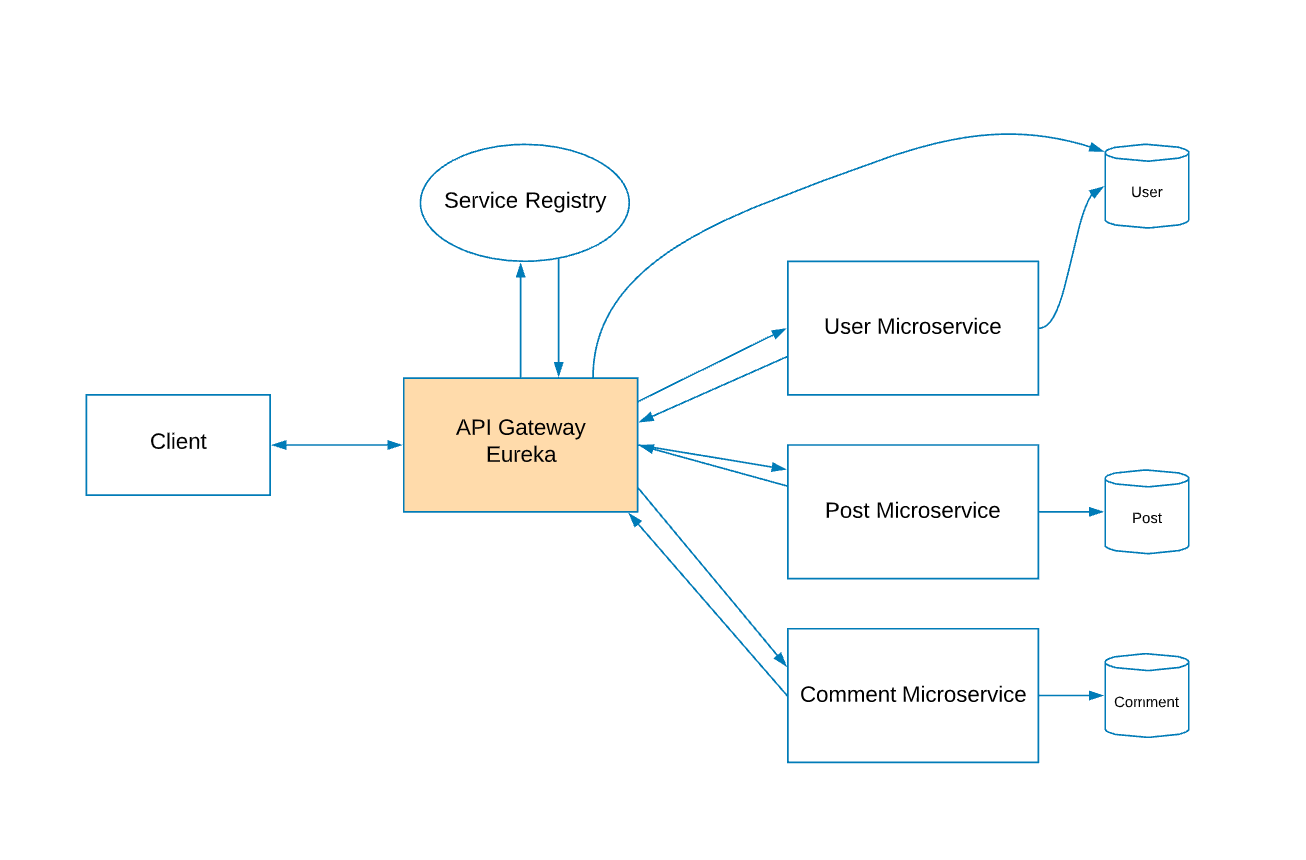 Service Registry
User
User Microservice
Client
API Gateway
Eureka
Post Microservice
Post
Comment Microservice
Comment